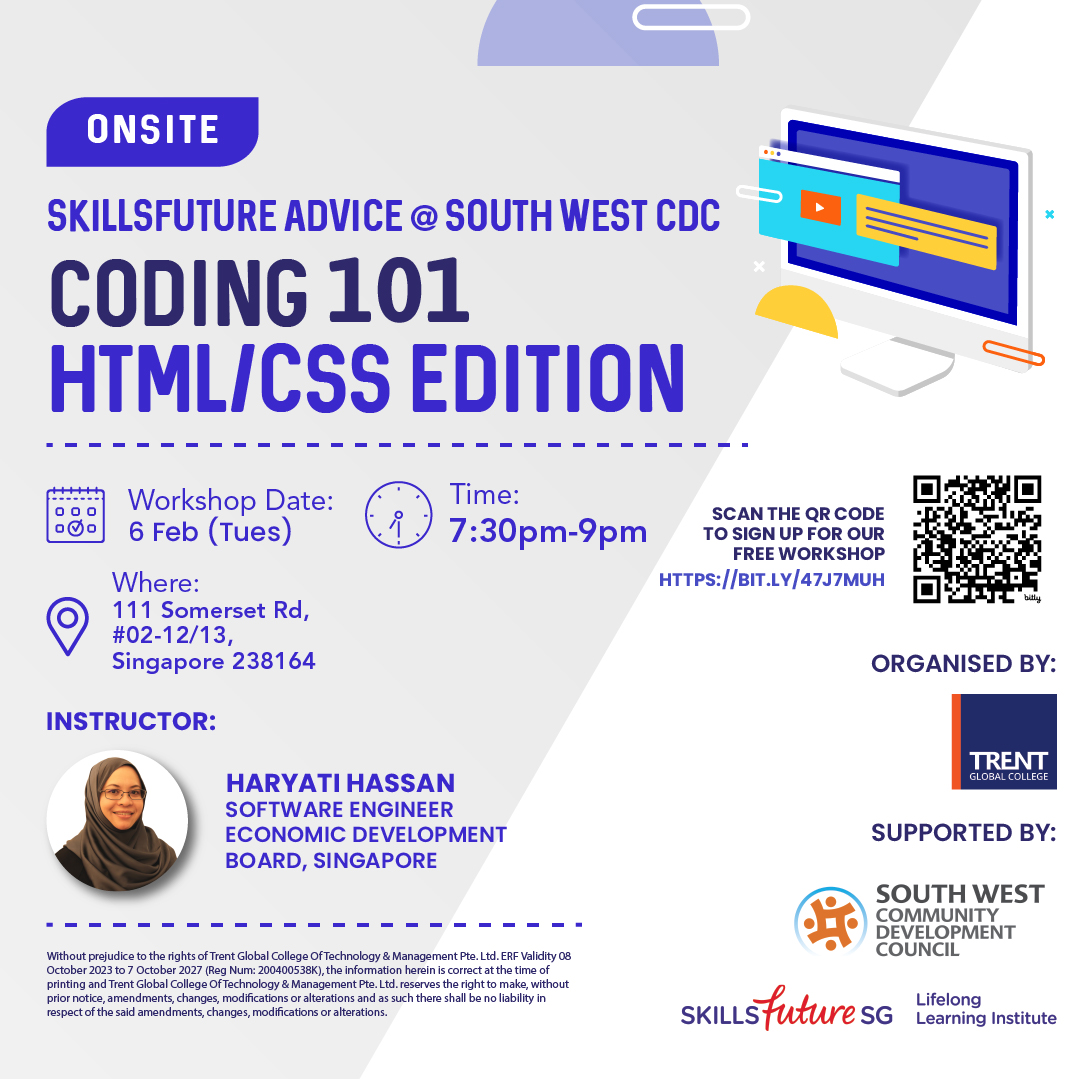 ONSITE
SKILLSFUTURE ADVICE @ SOUTH WEST CDC
CODING 101
HTML/CSS EDITION
Workshop Date:
6 Feb (Tues)
Time:
7:30pm-9pm
Where:
111 Somerset Rd,
#02-12/13,
Singapore 238164
SCAN THE QR CODE
TO SIGN UP FOR OUR
FREE WORKSHOP
HTTPS://BIT.LY/47J7MUH
bitly
INSTRUCTOR:
HARYATI HASSAN
SOFTWARE ENGINEER
ECONOMIC DEVELOPMENT
BOARD, SINGAPORE
ORGANISED BY:
TRENT
GLOBAL COLLEGE
SUPPORTED BY:
SOUTH WEST
COMMUNITY
DEVELOPMENT
COUNCIL
SKILLSfuture SG
Lifelong
Learning Institute
Without prejudice to the rights of Trent Global College Of Technology & Management Pte. Ltd. ERF Validity 08
October 2023 to 7 October 2027 (Reg Num: 200400538K), the information herein is correct at the time of
printing and Trent Global College Of Technology & Management Pte. Ltd. reserves the right to make, without
prior notice, amendments, changes, modifications or alterations and as such there shall be no liability in
respect of the said amendments, changes, modifications or alterations.